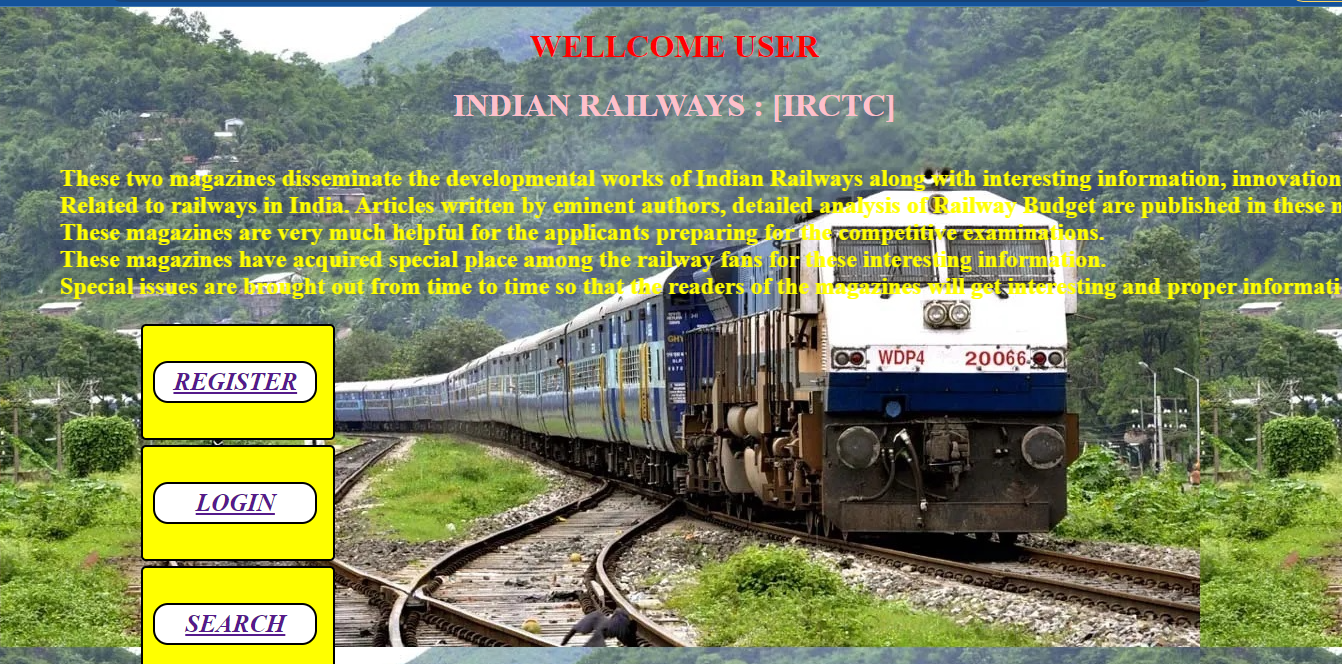 WELLCOME USER
INDIAN RAILWAYS : [IRCTC]
These two magazines disseminate the developmental works of Indian Railways along with interesting information, innovation
Related to railways in India. Articles written by eminent authors, detailed analysis of Railway Budget are published in these
These magazines are very much helpful for the applicants preparing for the competitive examinations.
These magazines have acquired special place among the railway fans for these interesting information.
Special issues are brought out from time to time so that the readers of the magazines will get interesting and proper informati
REGISTER
LOGIN
SEARCH
GHY
WDP4 20066